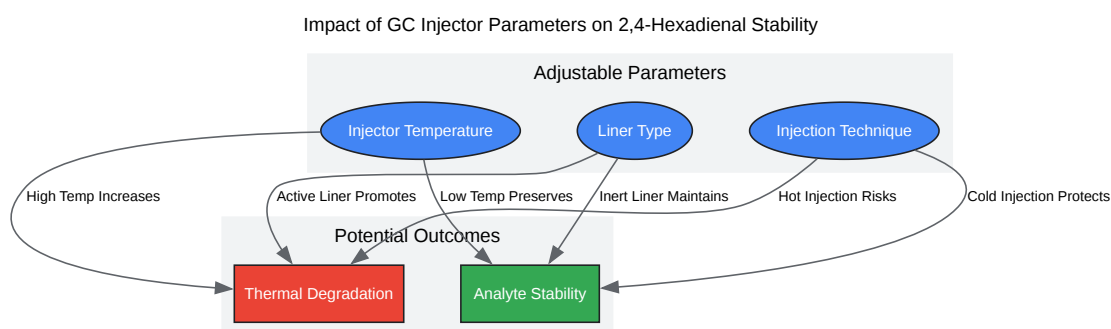 Impact of GC Injector Parameters on 2,4-Hexadienal Stability
Adjustable Parameters
Injector Temperature
Liner Type
Injection Technique
High Temp Increases
Active Liner Promotes
Low Temp Preserves
Inert Liner Maintains
Hot Injection Risks
Cold Injection Protects
Potential Outcomes
Thermal Degradation
Analyte Stability